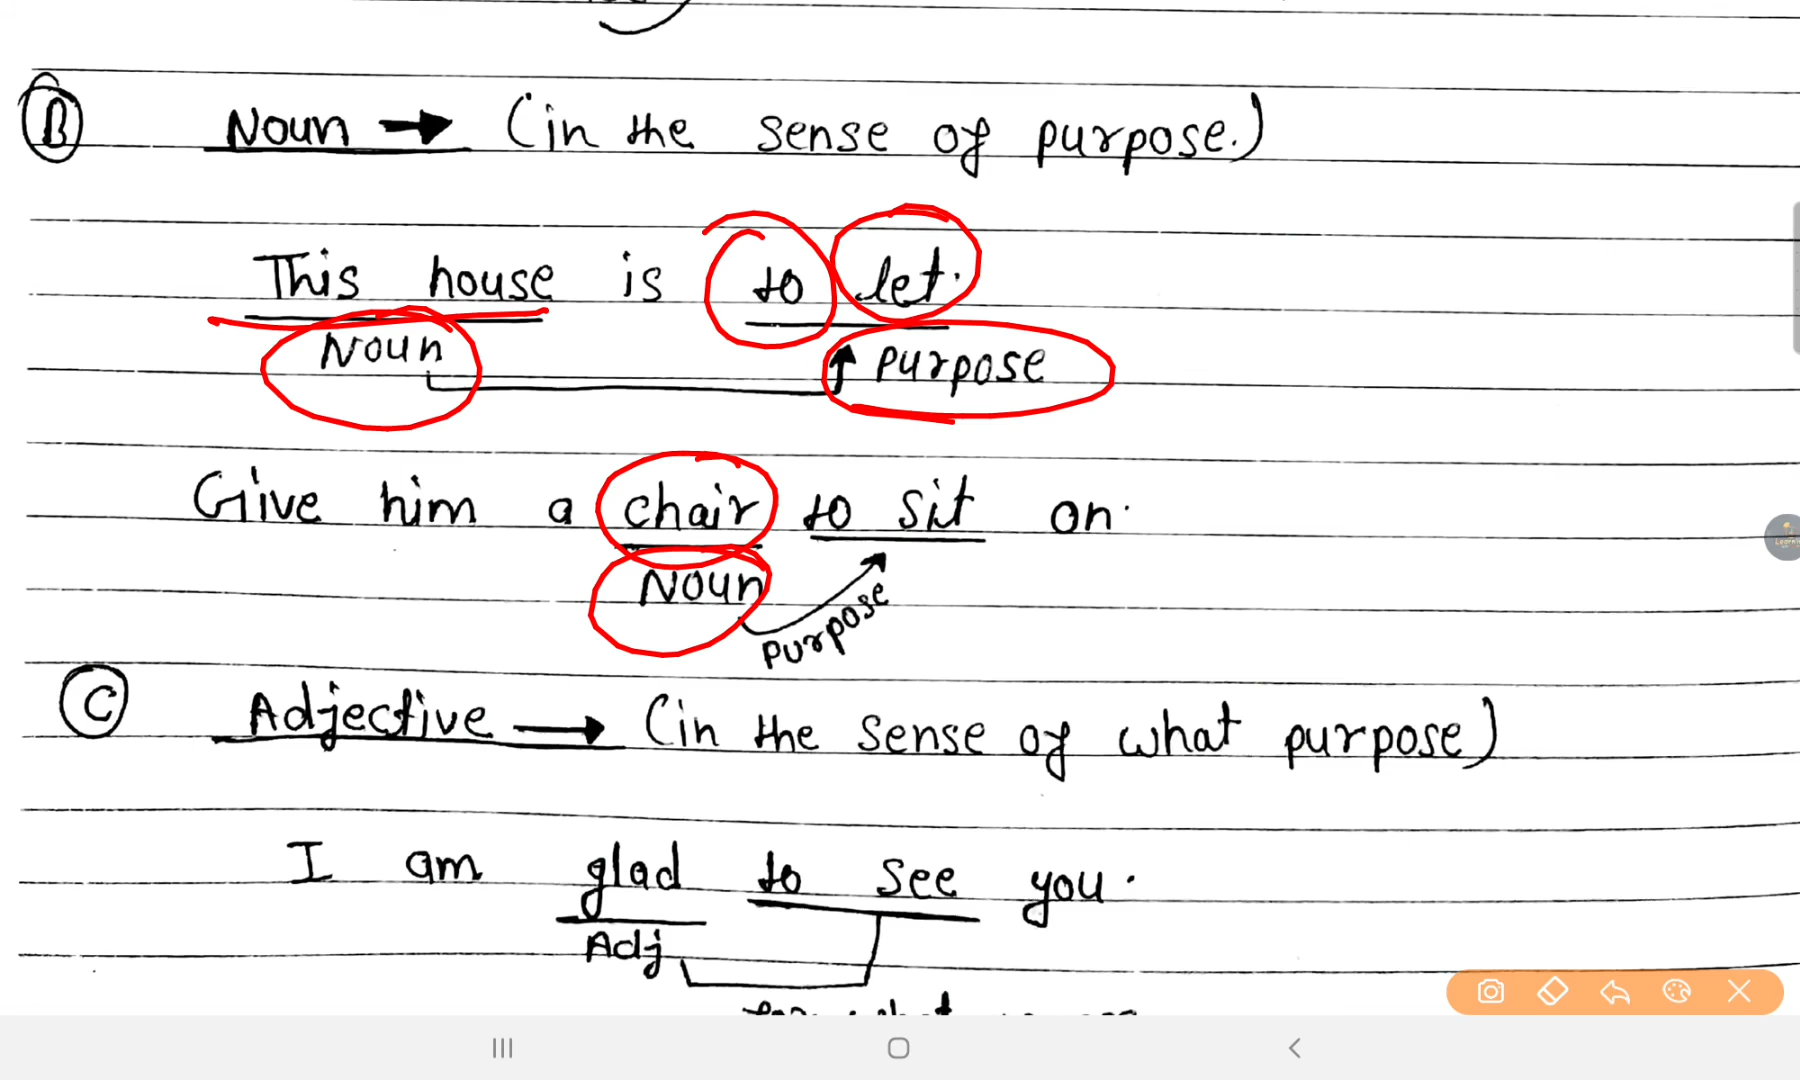 B Noun → (in the sense of purpose.)
This house is to let.
Noun ↑ purpose
Give him a chair to sit on.
Noun
purpose
C Adjective → (in the sense of what purpose)
I am glad to see you.
Adj